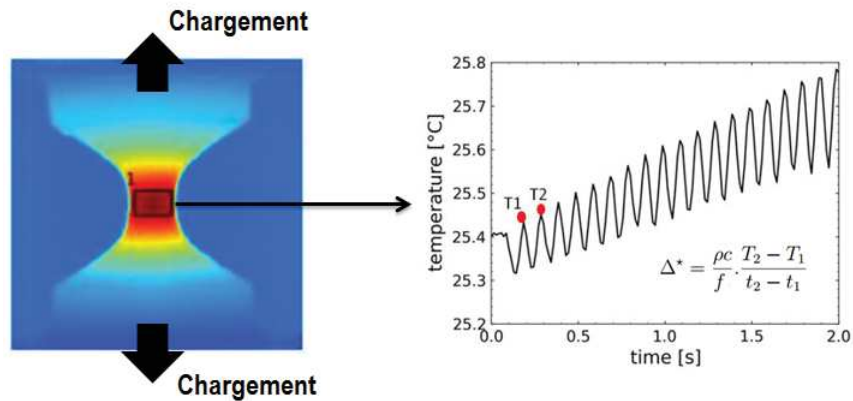 Chargement
1
Chargement
25.8
25.7
25.6
25.5
25.4
25.3
25.2
temperature [°C]
T1
T2
Δ* = ρc/f . T₂ − T₁/t₂ − t₁
0.0 0.5 1.0 1.5 2.0
time [s]